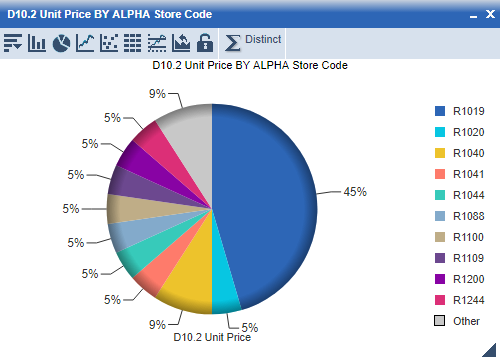 D10.2 Unit Price BY ALPHA Store Code
Distinct
D10.2 Unit Price BY ALPHA Store Code
9%
5%
5%
5%
5%
5%
5%
5%
9%
5%
45%
D10.2 Unit Price
R1019
R1020
R1040
R1041
R1044
R1088
R1100
R1109
R1200
R1244
Other